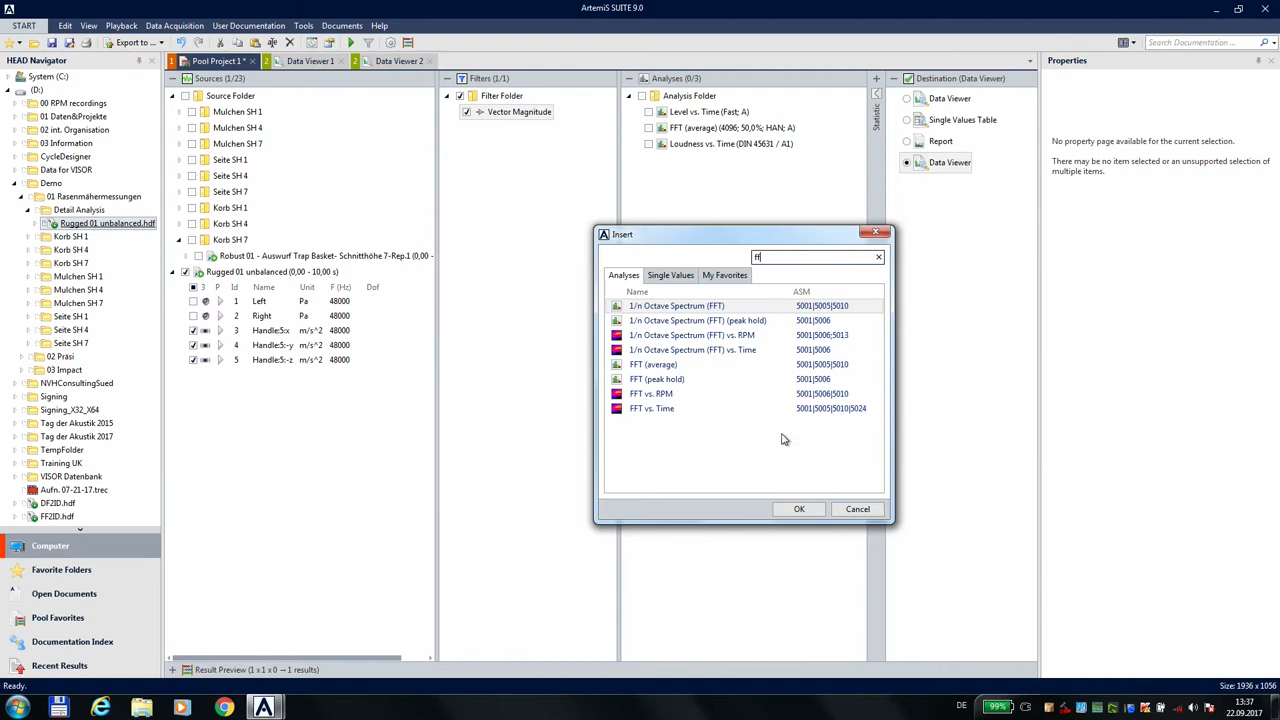 ArtemiS SUITE 9.0
START Edit View Playback Data Acquisition User Documentation Tools Documents Help
Export to ...
Search Documentation
HEAD Navigator
System (C:)
(D:)
00 RPM recordings
01 Daten&Projekte
02 int. Organisation
03 Information
CycleDesigner
Data for VISOR
Demo
01 Rasenmähermessungen
Detail Analysis
Rugged 01 unbalanced.hdf
Korb SH 1
Korb SH 4
Korb SH 7
Mulchen SH 1
Mulchen SH 4
Mulchen SH 7
Seite SH 1
Seite SH 4
Seite SH 7
02 Präsi
03 Impact
NVHConsultingSued
Signing
Signing_X32_X64
Tag der Akustik 2015
Tag der Akustik 2017
TempFolder
Training UK
VISOR Datenbank
Aufn. 07-21-17.trec
DF2ID.hdf
FF2ID.hdf
Computer
Favorite Folders
Open Documents
Pool Favorites
Documentation Index
Recent Results
1 Pool Project 1 *
2 Data Viewer 1
2 Data Viewer 2
Sources (1/23)
Source Folder
Mulchen SH 1
Mulchen SH 4
Mulchen SH 7
Seite SH 1
Seite SH 4
Seite SH 7
Korb SH 1
Korb SH 4
Korb SH 7
Robust 01 - Auswurf Trap Basket- Schnitthöhe 7-Rep.1 (0,00 -
Rugged 01 unbalanced (0,00 - 10,00 s)
3 P Id Name Unit F (Hz) Dof
1 Left Pa 48000
2 Right Pa 48000
3 Handle:5:x m/s^2 48000
4 Handle:5:-y m/s^2 48000
5 Handle:5:-z m/s^2 48000
Filters (1/1)
Filter Folder
Vector Magnitude
Analyses (0/3)
Analysis Folder
Level vs. Time (Fast; A)
FFT (average) (4096; 50,0%; HAN; A)
Loudness vs. Time (DIN 45631 / A1)
Statistic
Destination (Data Viewer)
Data Viewer
Single Values Table
Report
Data Viewer
Properties
No property page available for the current selection.
There may be no item selected or an unsupported selection of
multiple items.
Insert
ff
Analyses Single Values My Favorites
Name ASM
1/n Octave Spectrum (FFT) 5001|5005|5010
1/n Octave Spectrum (FFT) (peak hold) 5001|5006
1/n Octave Spectrum (FFT) vs. RPM 5001|5006;5013
1/n Octave Spectrum (FFT) vs. Time 5001|5006
FFT (average) 5001|5005|5010
FFT (peak hold) 5001|5006
FFT vs. RPM 5001|5006|5010
FFT vs. Time 5001|5005|5010|5024
OK Cancel
Result Preview (1 x 1 x 0 → 1 results)
Ready.
Size: 1936 x 1056
DE
99%
13:37
22.09.2017